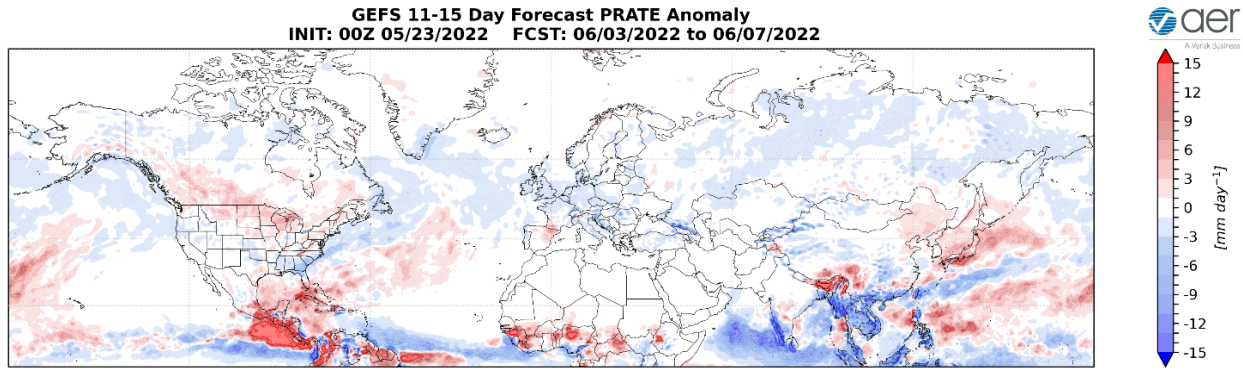 GEFS 11-15 Day Forecast PRATE Anomaly
INIT: 00Z 05/23/2022 FCST: 06/03/2022 to 06/07/2022
aer
A Verisk Business
15
12
9
6
3
0
-3
-6
-9
-12
-15
[mm day⁻¹]